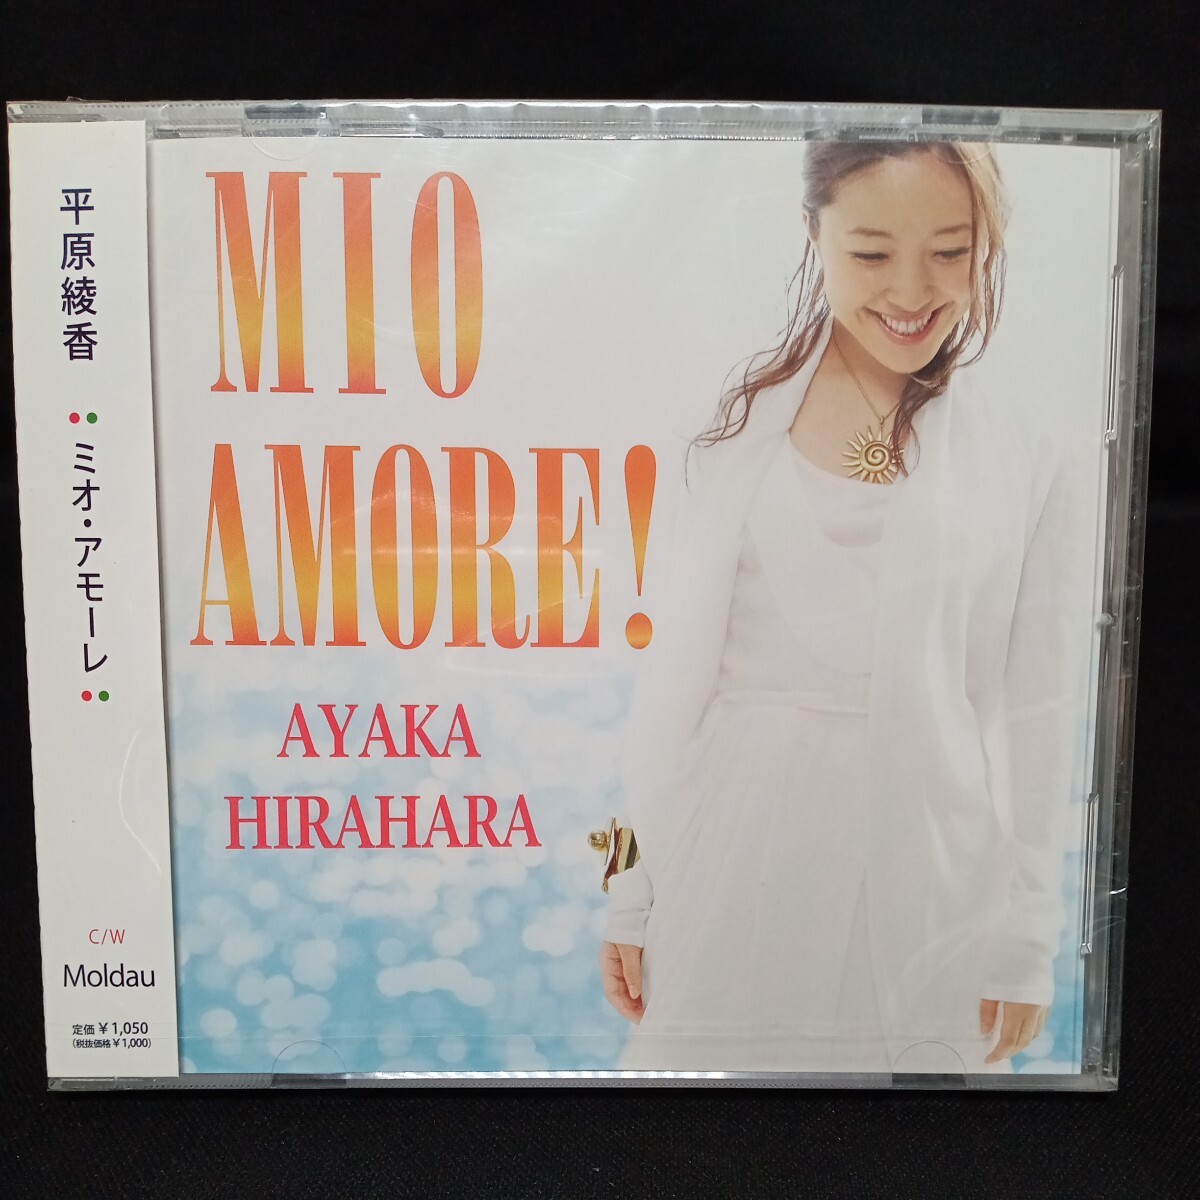 平原綾香
ミオ・アモーレ
C/W
Moldau
定価￥1,050
(税抜価格￥1,000)
MIO
AMORE!
AYAKA
HIRAHARA